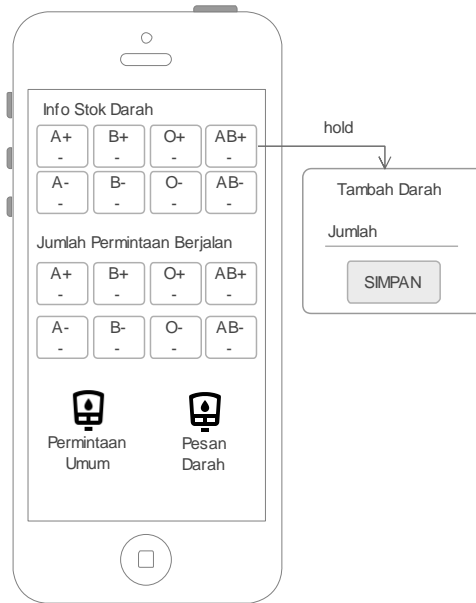 Info Stok Darah
A+ B+ O+ AB+
- - - -
A- B- O- AB-
- - - -
Jumlah Permintaan Berjalan
A+ B+ O+ AB+
- - - -
A- B- O- AB-
- - - -
Permintaan
Umum
Pesan
Darah
hold
Tambah Darah
Jumlah
SIMPAN